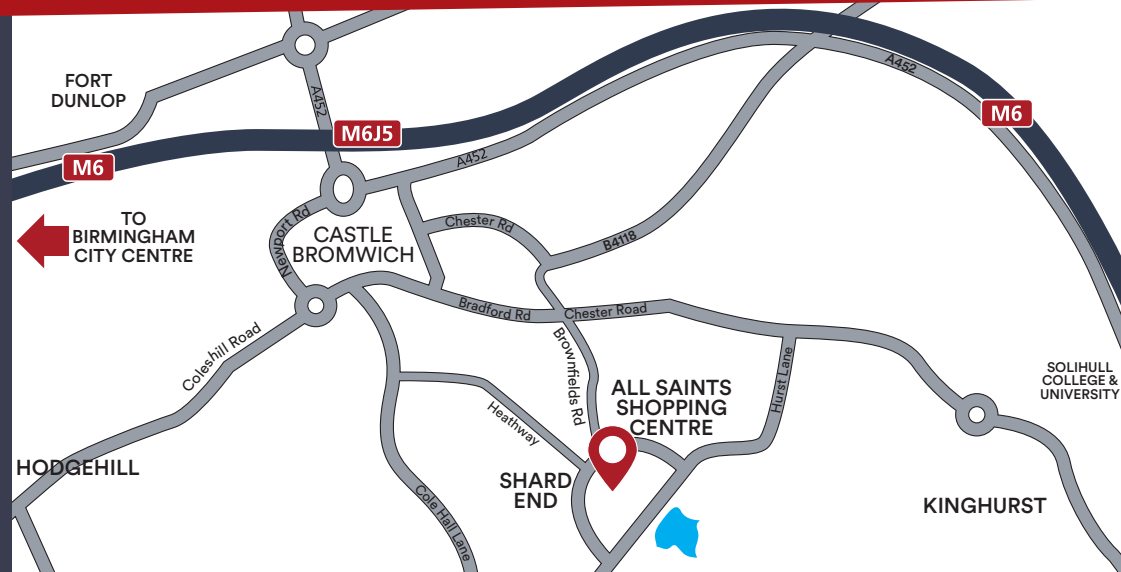 FORT
DUNLOP
A452
M6J5
M6
A452
A452
M6
TO
BIRMINGHAM
CITY CENTRE
Newport Rd
CASTLE
BROMWICH
Chester Rd
B4118
Bradford Rd
Chester Road
Coleshill Road
Brownfields Rd
Hurst Lane
Heathway
ALL SAINTS
SHOPPING
CENTRE
SOLIHULL
COLLEGE &
UNIVERSITY
HODGEHILL
SHARD
END
Cole Hall Lane
KINGHURST